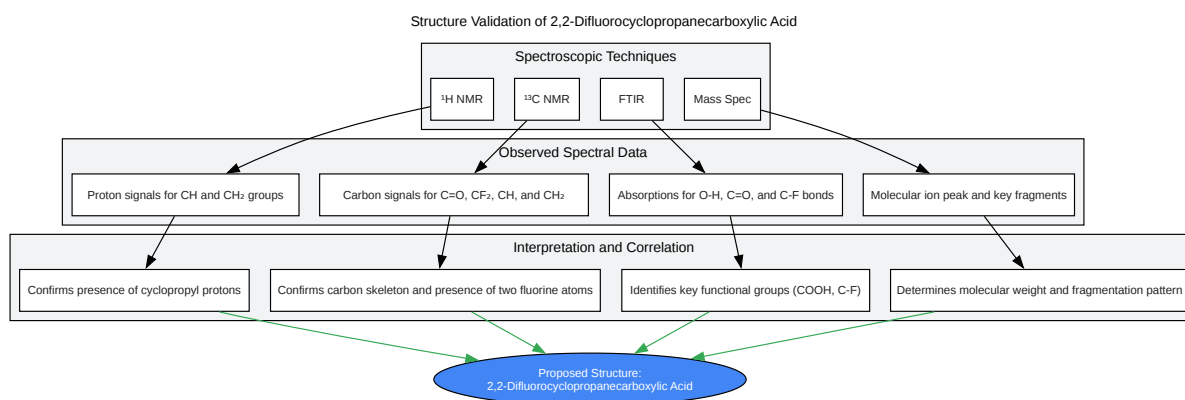 Structure Validation of 2,2-Difluorocyclopropanecarboxylic Acid
Spectroscopic Techniques
¹H NMR
¹³C NMR
FTIR
Mass Spec
Observed Spectral Data
Proton signals for CH and CH₂ groups
Carbon signals for C=O, CF₂, CH, and CH₂
Absorptions for O-H, C=O, and C-F bonds
Molecular ion peak and key fragments
Interpretation and Correlation
Confirms presence of cyclopropyl protons
Confirms carbon skeleton and presence of two fluorine atoms
Identifies key functional groups (COOH, C-F)
Determines molecular weight and fragmentation pattern
Proposed Structure:
2,2-Difluorocyclopropanecarboxylic Acid